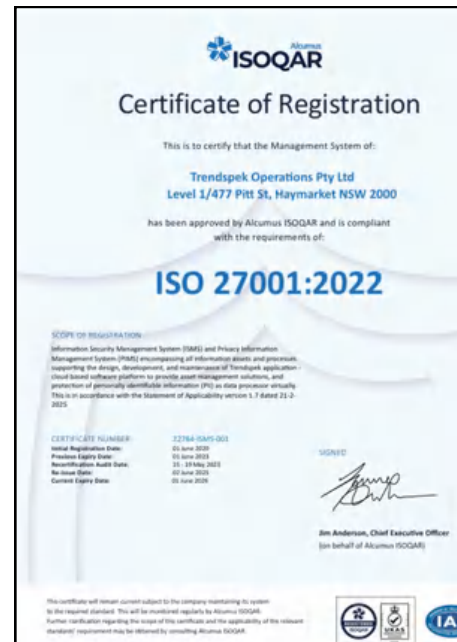 Alcumus
ISOQAR
Certificate of Registration
This is to certify that the Management System of:
Trendspek Operations Pty Ltd
Level 1/477 Pitt St, Haymarket NSW 2000
has been approved by Alcumus ISOQAR and is compliant
with the requirements of:
ISO 27001:2022
SCOPE OF REGISTRATION
Information Security Management System (ISMS) and Privacy Information
Management System (PIMS) encompassing all information assets and processes
supporting the design, development, and maintenance of Trendspek application -
cloud based software platform to provide asset management solutions, and
protection of personally identifiable information (PII) as data processor virtually.
This is in accordance with the Statement of Applicability version 1.7 dated 21-2-
2025.
CERTIFICATE NUMBER:
Initial Registration Date:
Previous Expiry Date:
Recertification Audit Date:
Re-Issue Date:
Current Expiry Date:
SIGNED
Jim Anderson, Chief Executive Officer
(on behalf of Alcumus ISOQAR)
This certificate will remain current subject to the company maintaining its system
to the required standard. This will be monitored regularly by Alcumus ISOQAR.
Further clarification regarding the scope of this certificate and the applicability of the relevant
standards' requirement may be obtained by consulting Alcumus ISOQAR.
UKAS
IA